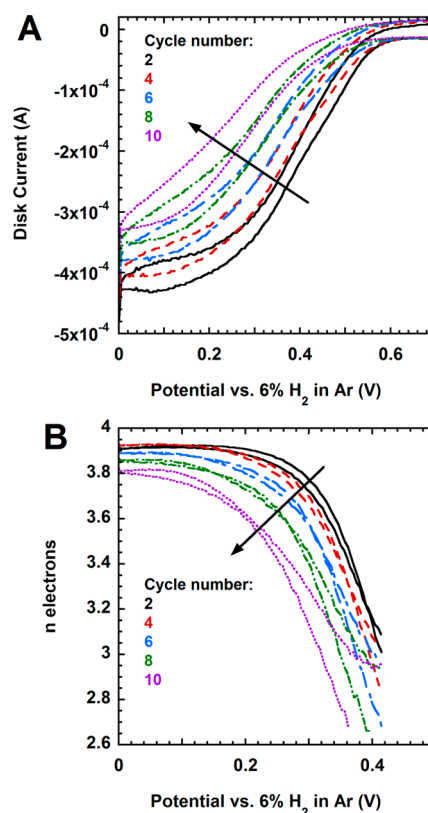 A
0
-1x10⁻⁴
-2x10⁻⁴
-3x10⁻⁴
-4x10⁻⁴
-5x10⁻⁴
Disk Current (A)
Cycle number:
2
4
6
8
10
0
0.2
0.4
0.6
Potential vs. 6% H₂ in Ar (V)
B
4
3.8
3.6
3.4
3.2
3
2.8
2.6
n electrons
Cycle number:
2
4
6
8
10
0
0.2
0.4
Potential vs. 6% H₂ in Ar (V)